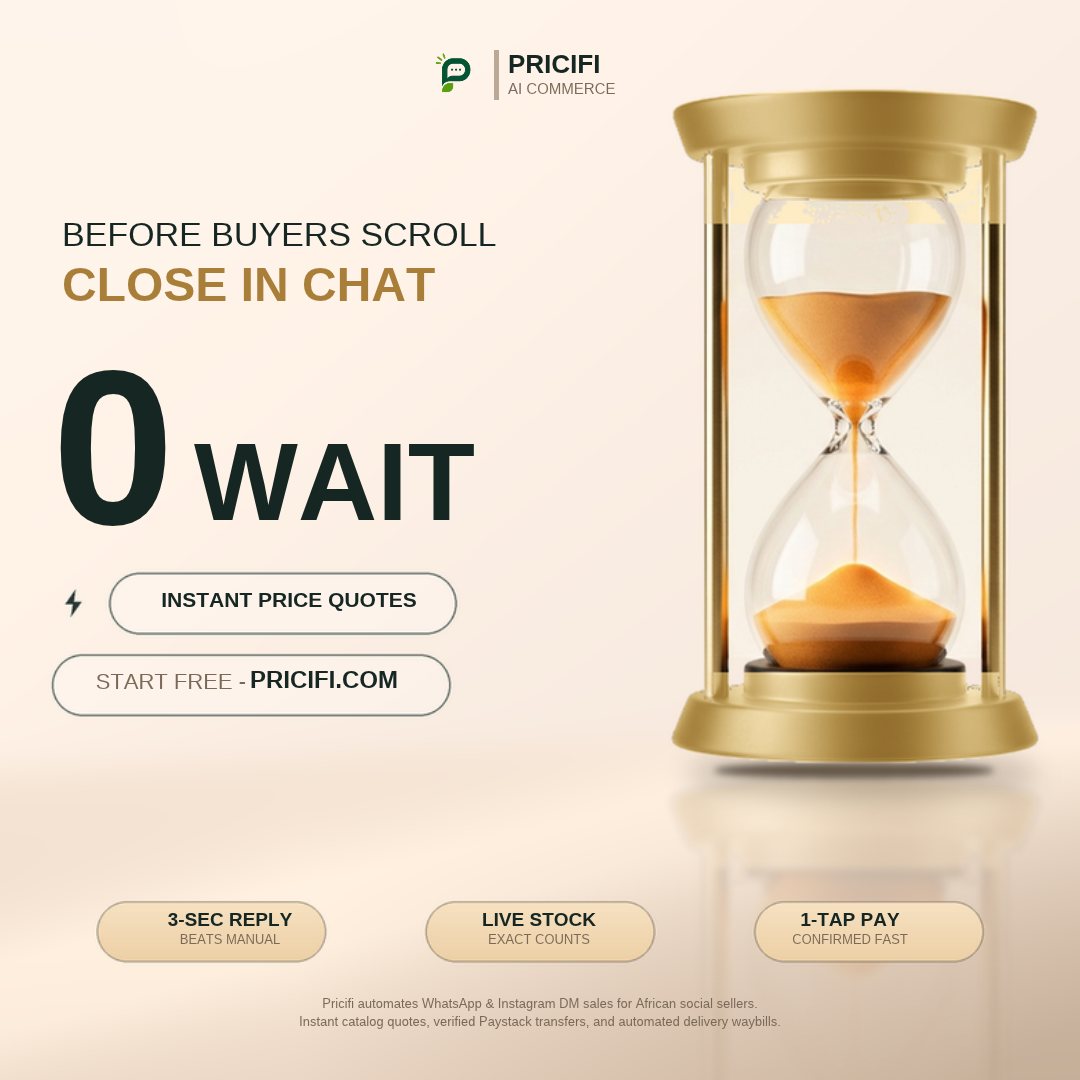 PRICIFI
AI COMMERCE
BEFORE BUYERS SCROLL
CLOSE IN CHAT
0 WAIT
INSTANT PRICE QUOTES
START FREE - PRICIFI.COM
3-SEC REPLY
BEATS MANUAL
LIVE STOCK
EXACT COUNTS
1-TAP PAY
CONFIRMED FAST
Pricifi automates WhatsApp & Instagram DM sales for African social sellers.
Instant catalog quotes, verified Paystack transfers, and automated delivery waybills.